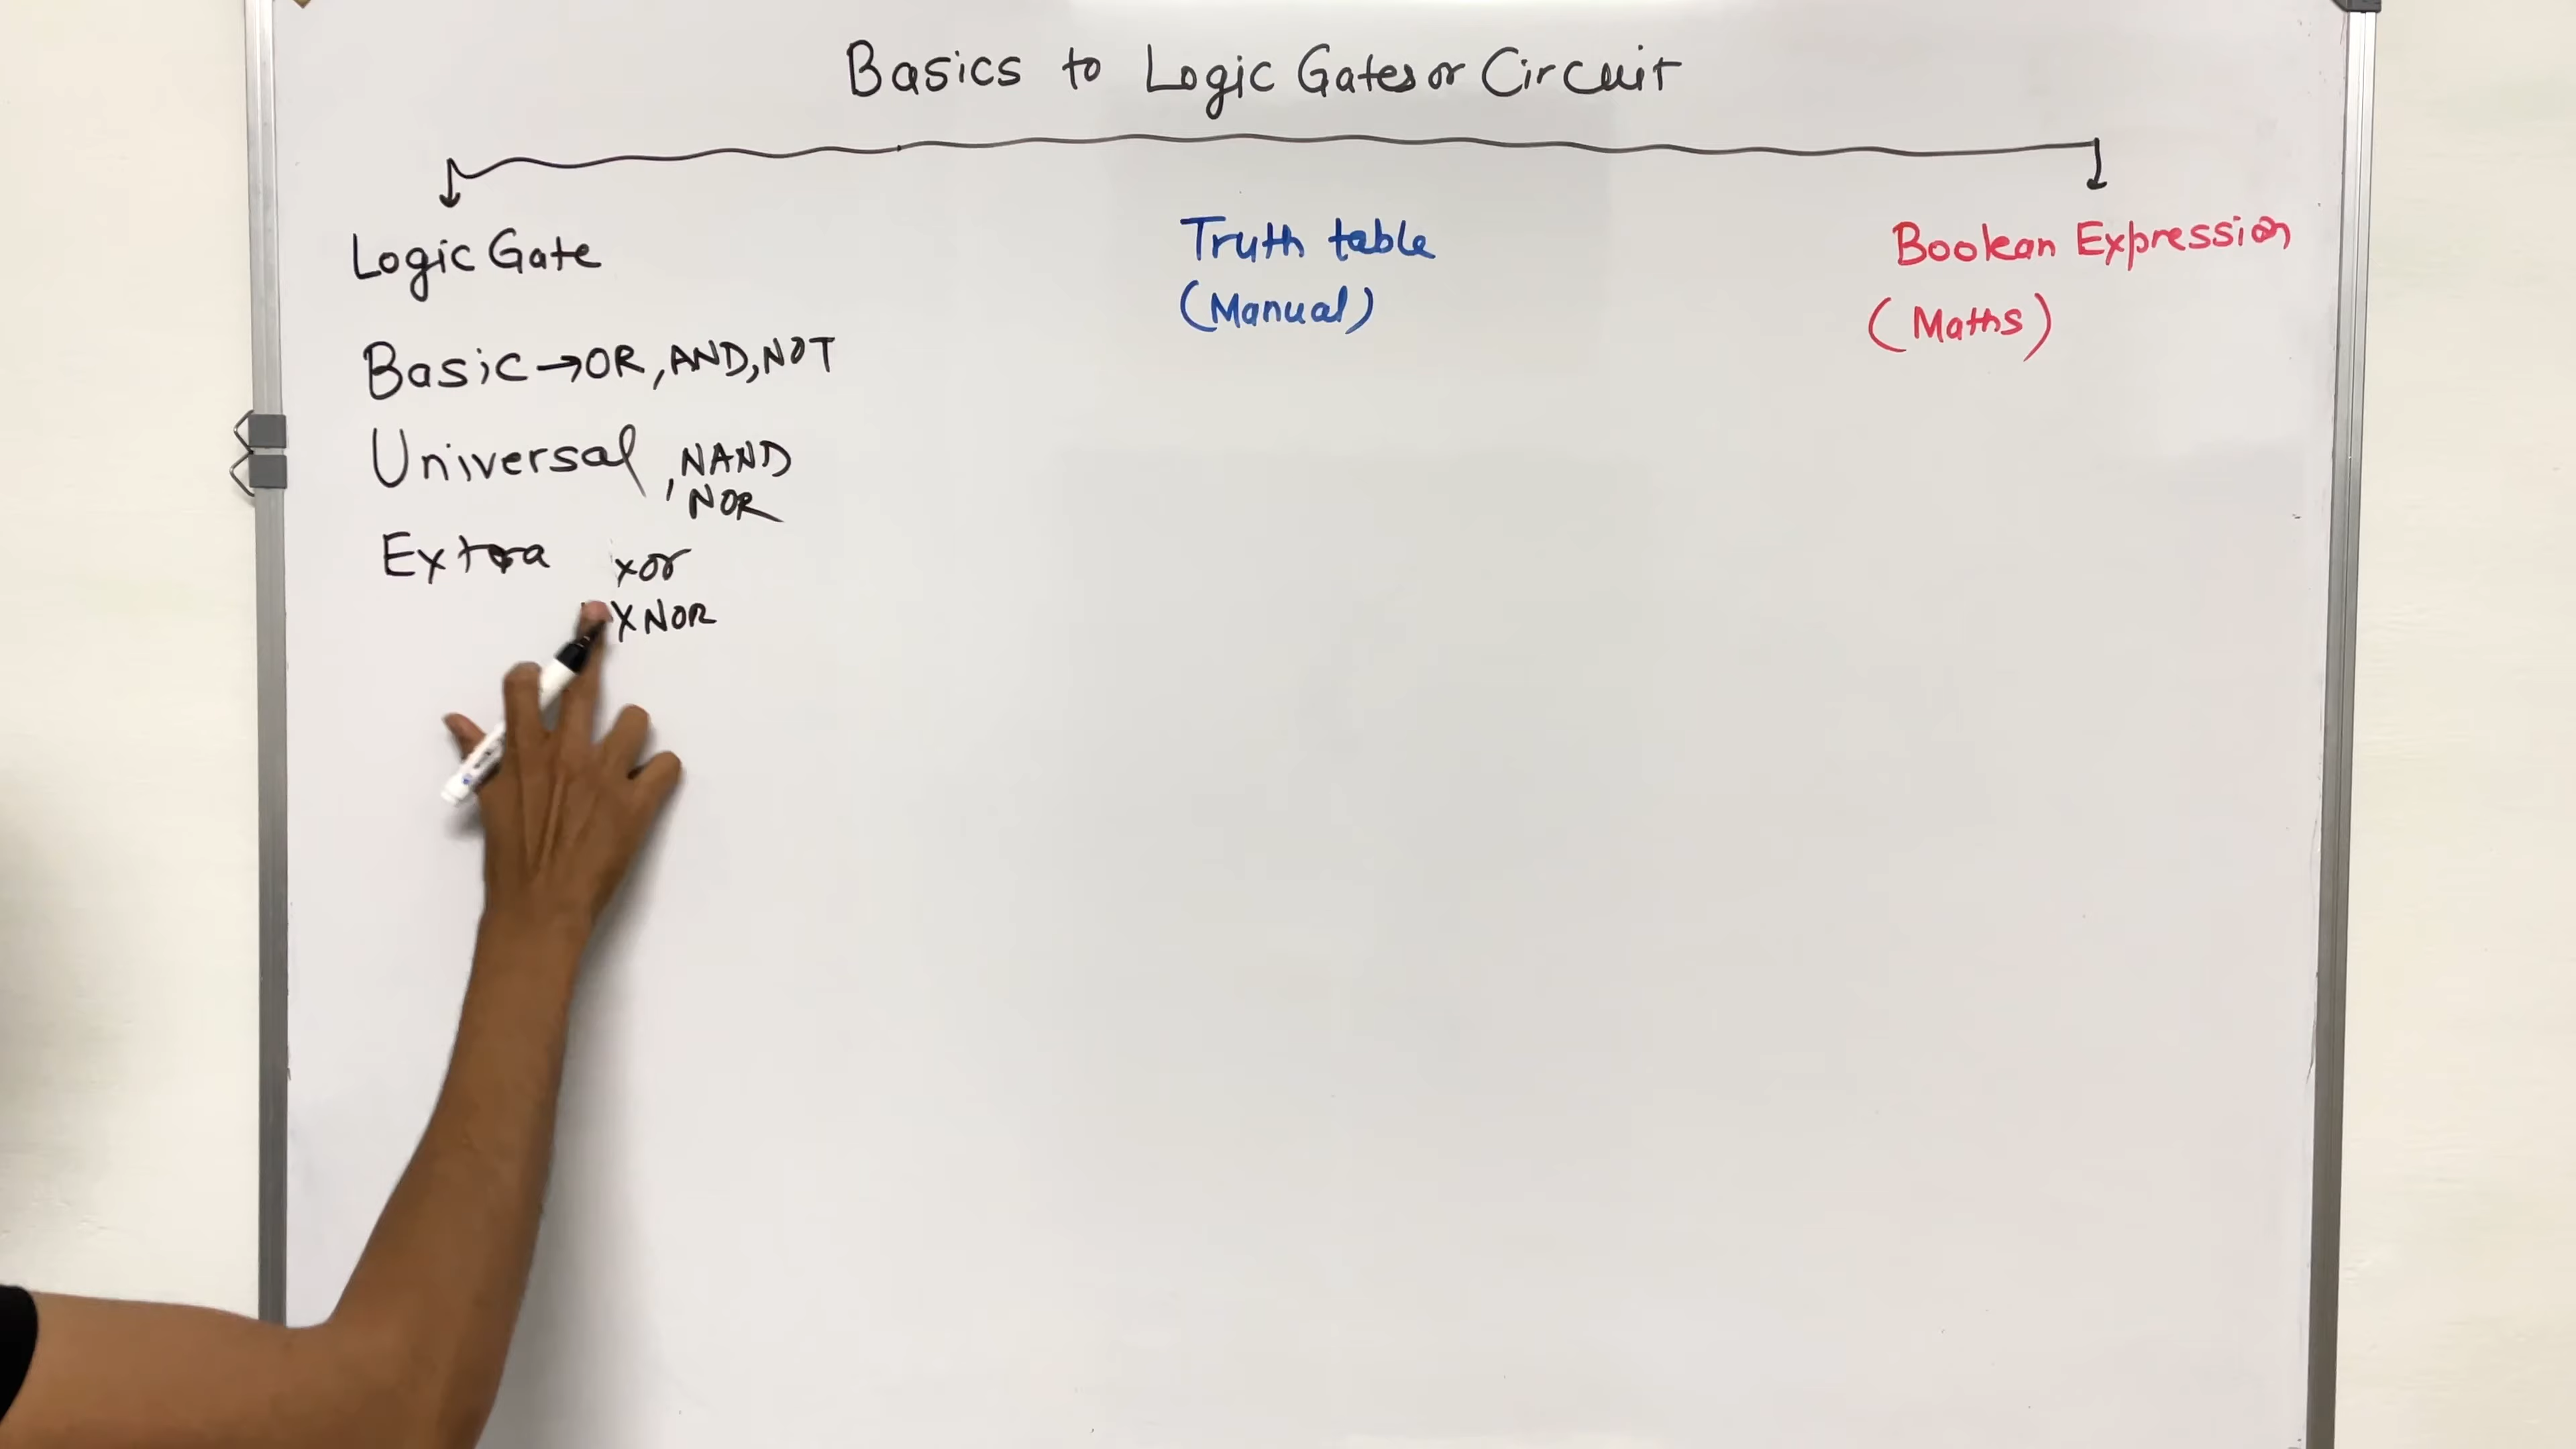 Basics to Logic Gates or Circuit
Logic Gate
Basic → OR, AND, NOT
Universal , NAND
, NOR
Extra xor
XNOR
Truth table
(Manual)
Boolean Expression
(Maths)